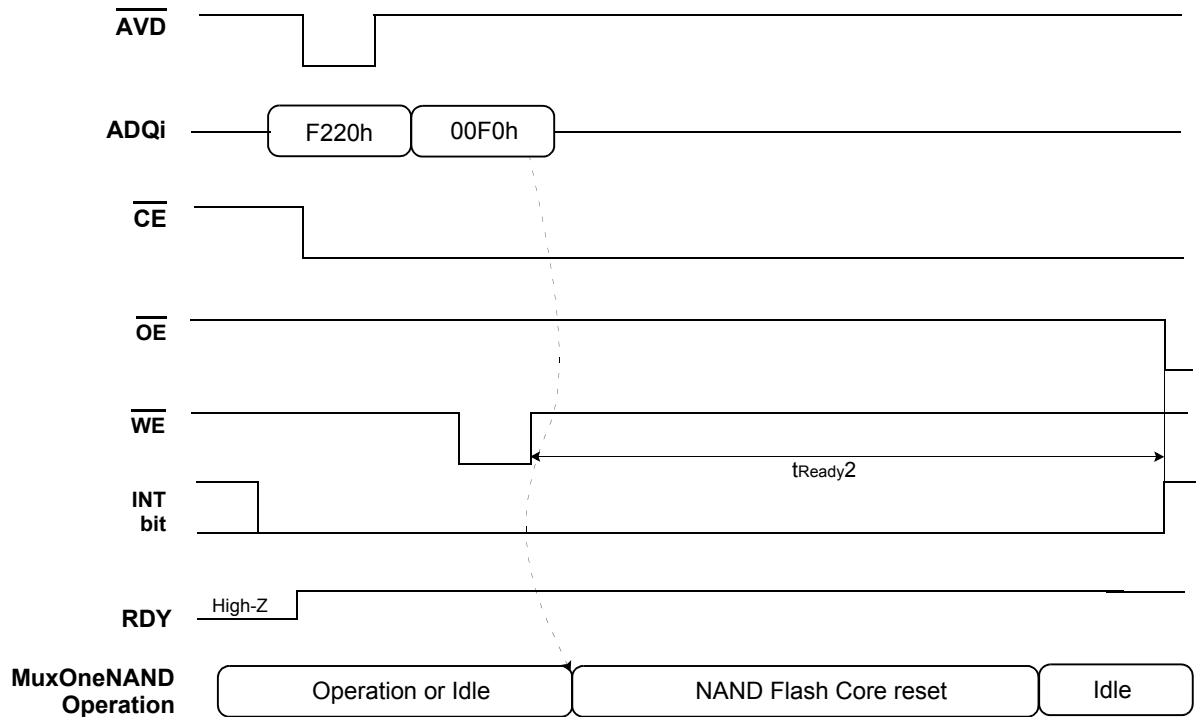 AVD
ADQi
F220h
00F0h
CE
OE
WE
tReady2
INT
bit
High-Z
RDY
MuxOneNAND
Operation
Operation or Idle
NAND Flash Core reset
Idle